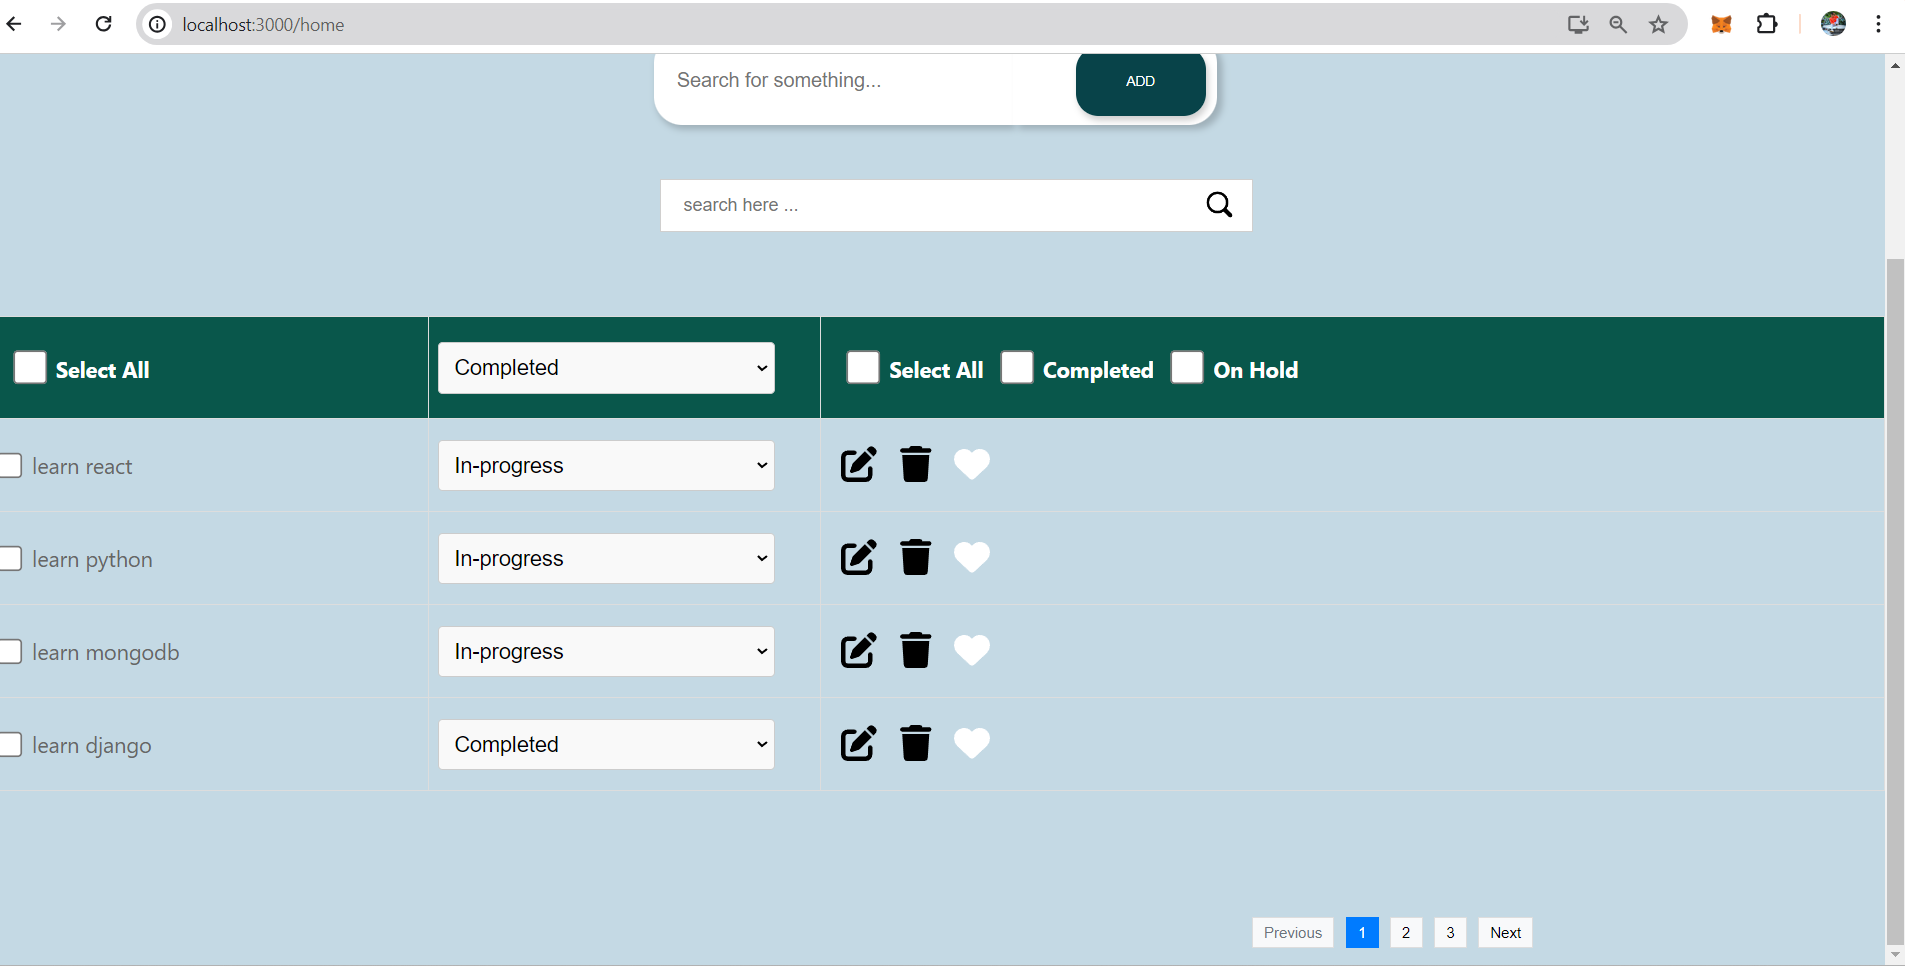 localhost:3000/home
Search for something...
ADD
search here ...
Select All Completed Select All Completed On Hold
learn react In-progress
learn python In-progress
learn mongodb In-progress
learn django Completed
Previous 1 2 3 Next